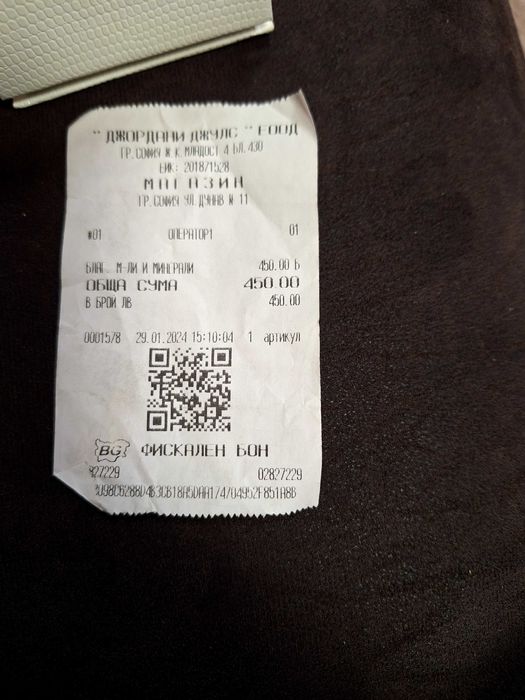 " ДЖОРДАНИ ДЖУЛС " ЕООД
ГР.СОФИЯ Ж.К.МЛАДОСТ 4 БЛ.430
ЕИК: 201871528
МАГАЗИН
ГР.СОФИЯ УЛ.ДУНАВ № 11
#01 ОПЕРАТОР1 01
БЛАГ. М-ЛИ И МИНЕРАЛИ 450.00 Б
ОБЩА СУМА 450.00
В БРОЙ ЛВ 450.00
0001578 29.01.2024 15:10:04 1 артикул
BG ФИСКАЛЕН БОН
827229 02827229